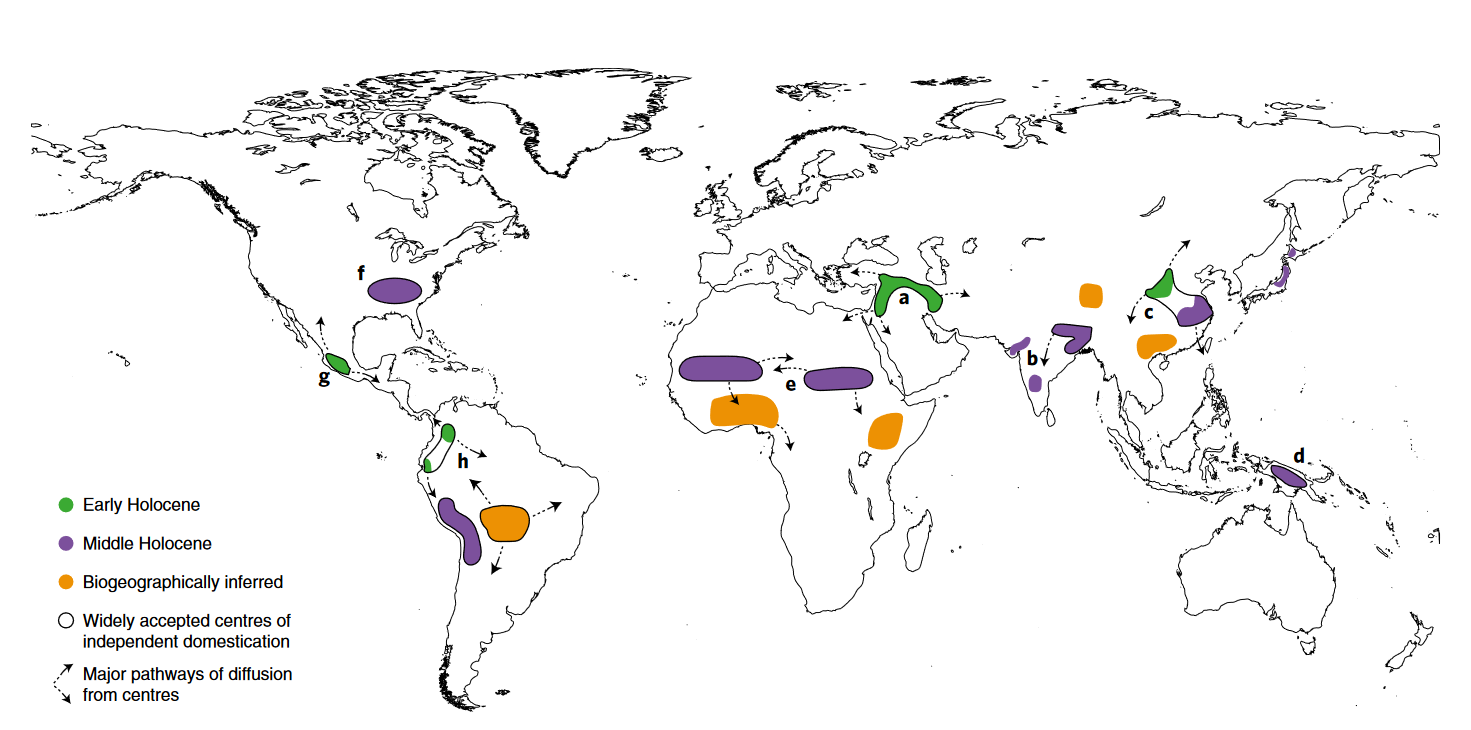 f
a
c
b
g
e
d
h
Early Holocene
Middle Holocene
Biogeographically inferred
Widely accepted centres of
independent domestication
Major pathways of diffusion
from centres